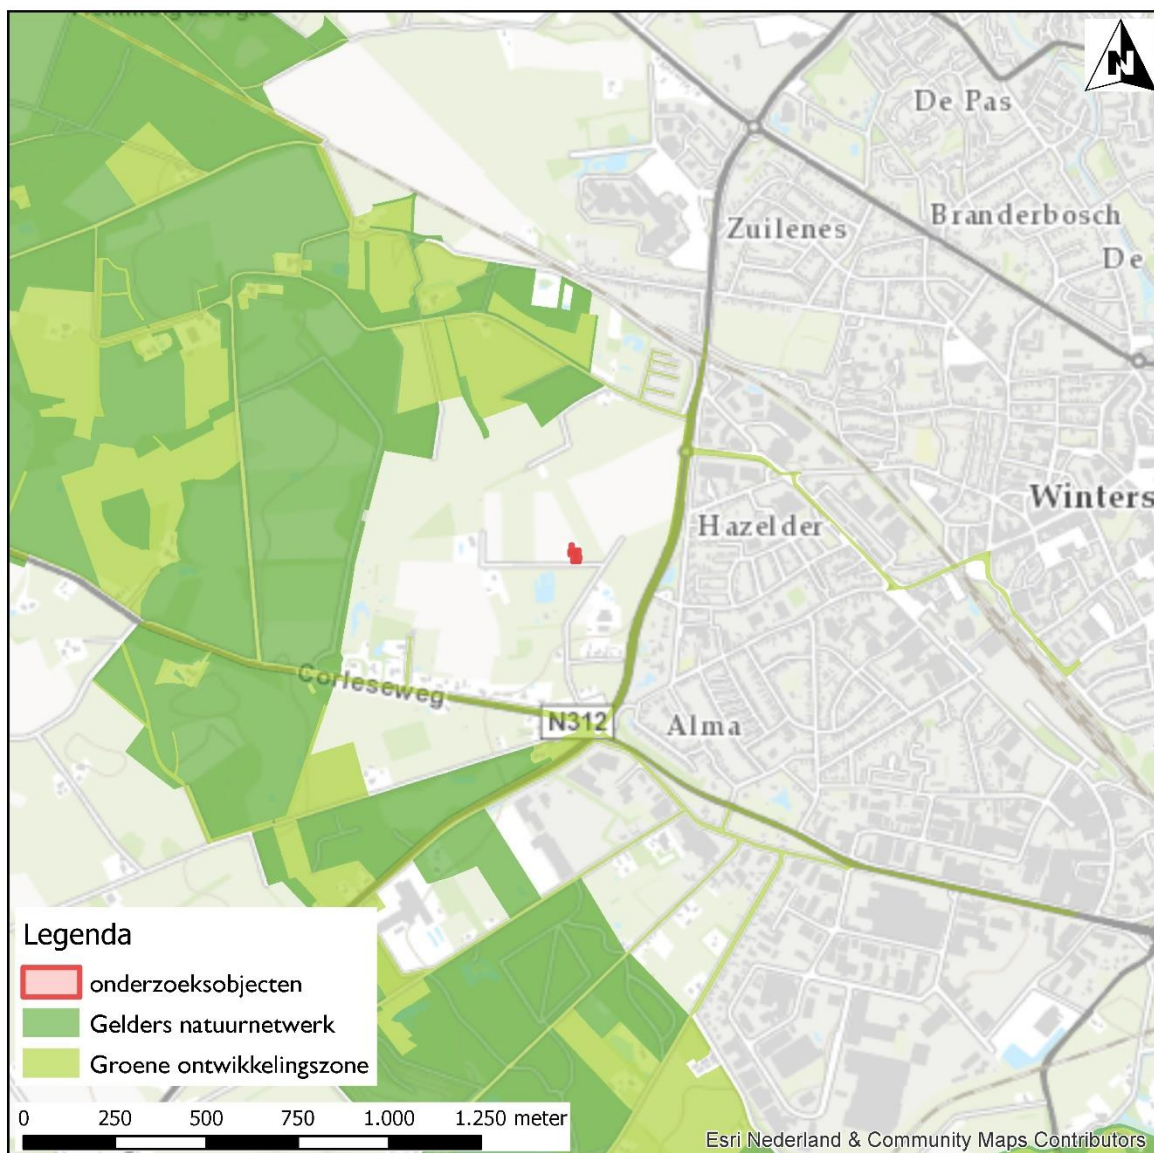 N
De Pas
Zuilenes
Branderbosch
De
Winters
Hazelder
Corleseweg
N312
Alma
Legenda
onderzoeksobjecten
Gelders natuurnetwerk
Groene ontwikkelingszone
0 250 500 750 1.000 1.250 meter
Esri Nederland & Community Maps Contributors